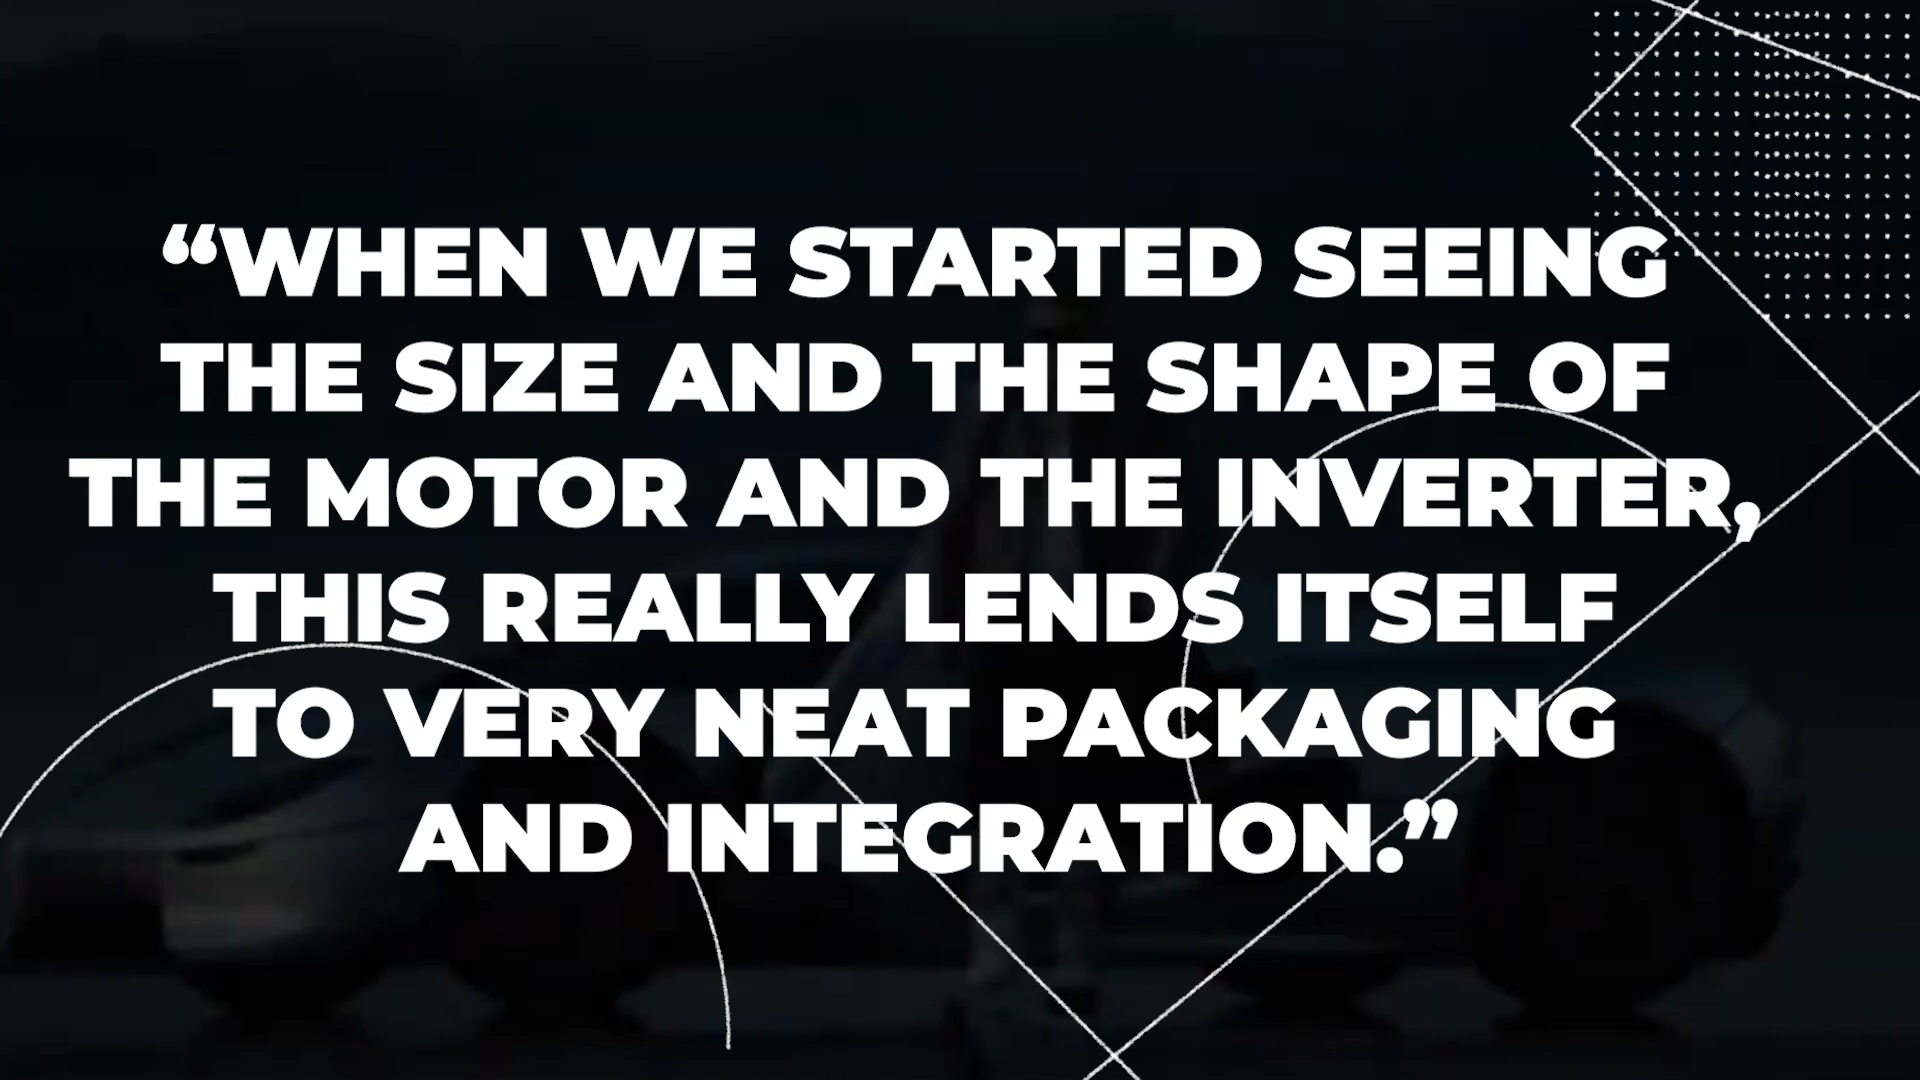 “WHEN WE STARTED SEEING
THE SIZE AND THE SHAPE OF
THE MOTOR AND THE INVERTER,
THIS REALLY LENDS ITSELF
TO VERY NEAT PACKAGING
AND INTEGRATION.”